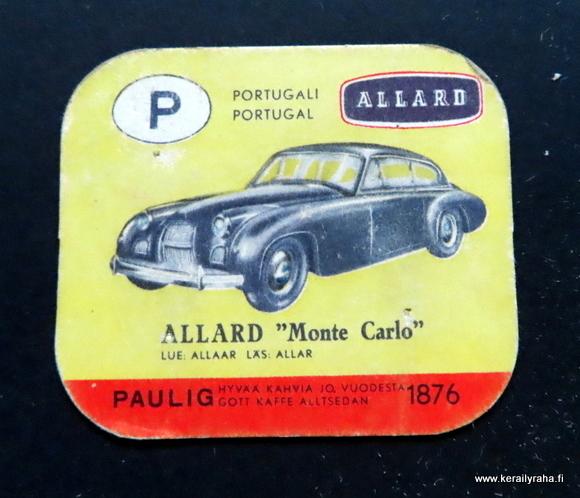 P
PORTUGALI
PORTUGAL
ALLARD
ALLARD "Monte Carlo"
LUE: ALLAAR LÄS: ALLAR
PAULIG HYVÄÄ KAHVIA JO VUODESTA 1876
GOTT KAFFE ALLTSEDAN
www.kerailyraha.fi